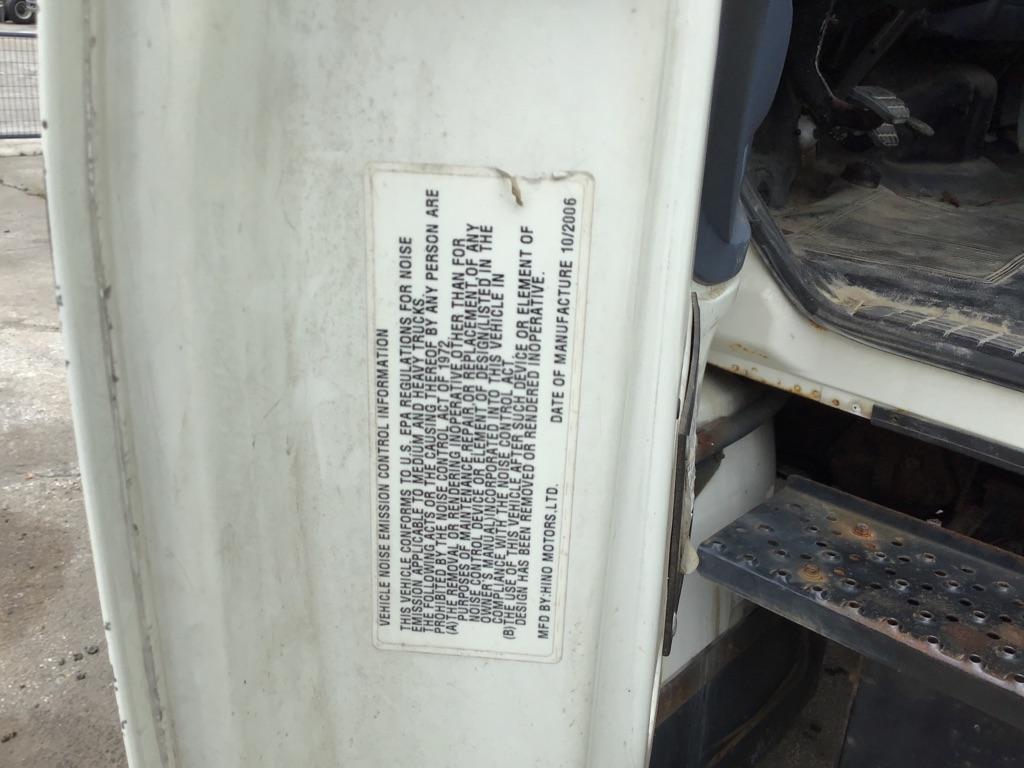 VEHICLE NOISE EMISSION CONTROL INFORMATION
THIS VEHICLE CONFORMS TO U.S. EPA REGULATIONS FOR NOISE
EMISSION APPLICABLE TO MEDIUM AND HEAVY TRUCKS.
THE FOLLOWING ACTS OR THE CAUSING THEREOF BY ANY PERSON ARE
PROHIBITED BY THE NOISE CONTROL ACT OF 1972.
(A) THE REMOVAL OR RENDERING INOPERATIVE OTHER THAN FOR
PURPOSES OF MAINTENANCE, REPAIR, OR REPLACEMENT OF ANY
NOISE CONTROL DEVICE OR ELEMENT OF DESIGN (LISTED IN THE
OWNER'S MANUAL) INCORPORATED INTO THIS VEHICLE IN
COMPLIANCE WITH THE NOISE CONTROL ACT.
(B) THE USE OF THIS VEHICLE AFTER SUCH DEVICE OR ELEMENT OF
DESIGN HAS BEEN REMOVED OR RENDERED INOPERATIVE.
MFD BY: HINO MOTORS, LTD. DATE OF MANUFACTURE 10/2006